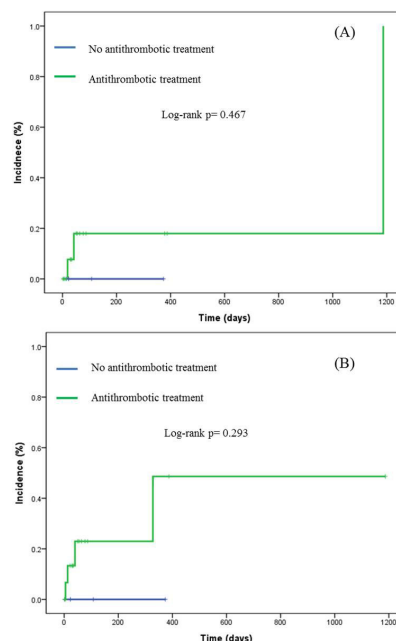 (A)
No antithrombotic treatment
Antithrombotic treatment
Log-rank p= 0.467
Incidnece (%)
1.0
0.8
0.6
0.4
0.2
0.0
0 200 400 600 800 1000 1200
Time (days)
(B)
No antithrombotic treatment
Antithrombotic treatment
Log-rank p= 0.293
Incidence (%)
1.0
0.8
0.6
0.4
0.2
0.0
0 200 400 600 800 1000 1200
Time (days)